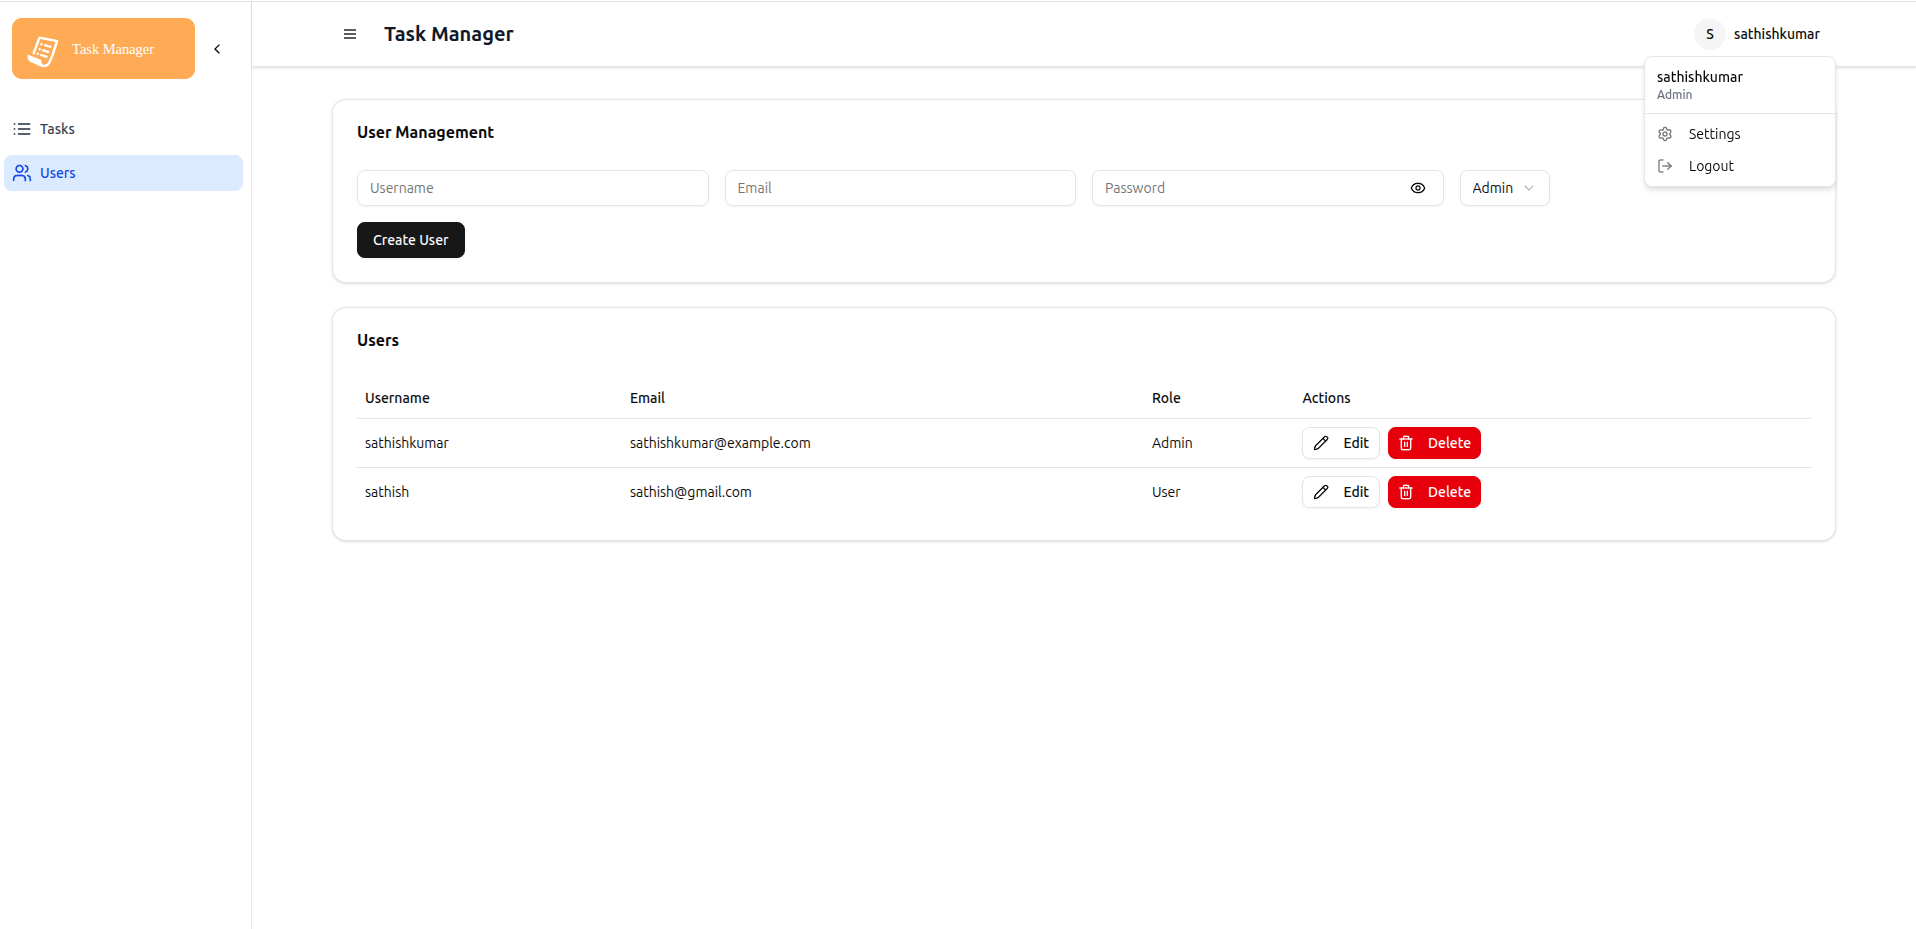 Task Manager
Tasks
Users
Task Manager
S sathishkumar
sathishkumar
Admin
Settings
Logout
User Management
Username Email Password Admin
Create User
Users
Username Email Role Actions
sathishkumar sathishkumar@example.com Admin Edit Delete
sathish sathish@gmail.com User Edit Delete